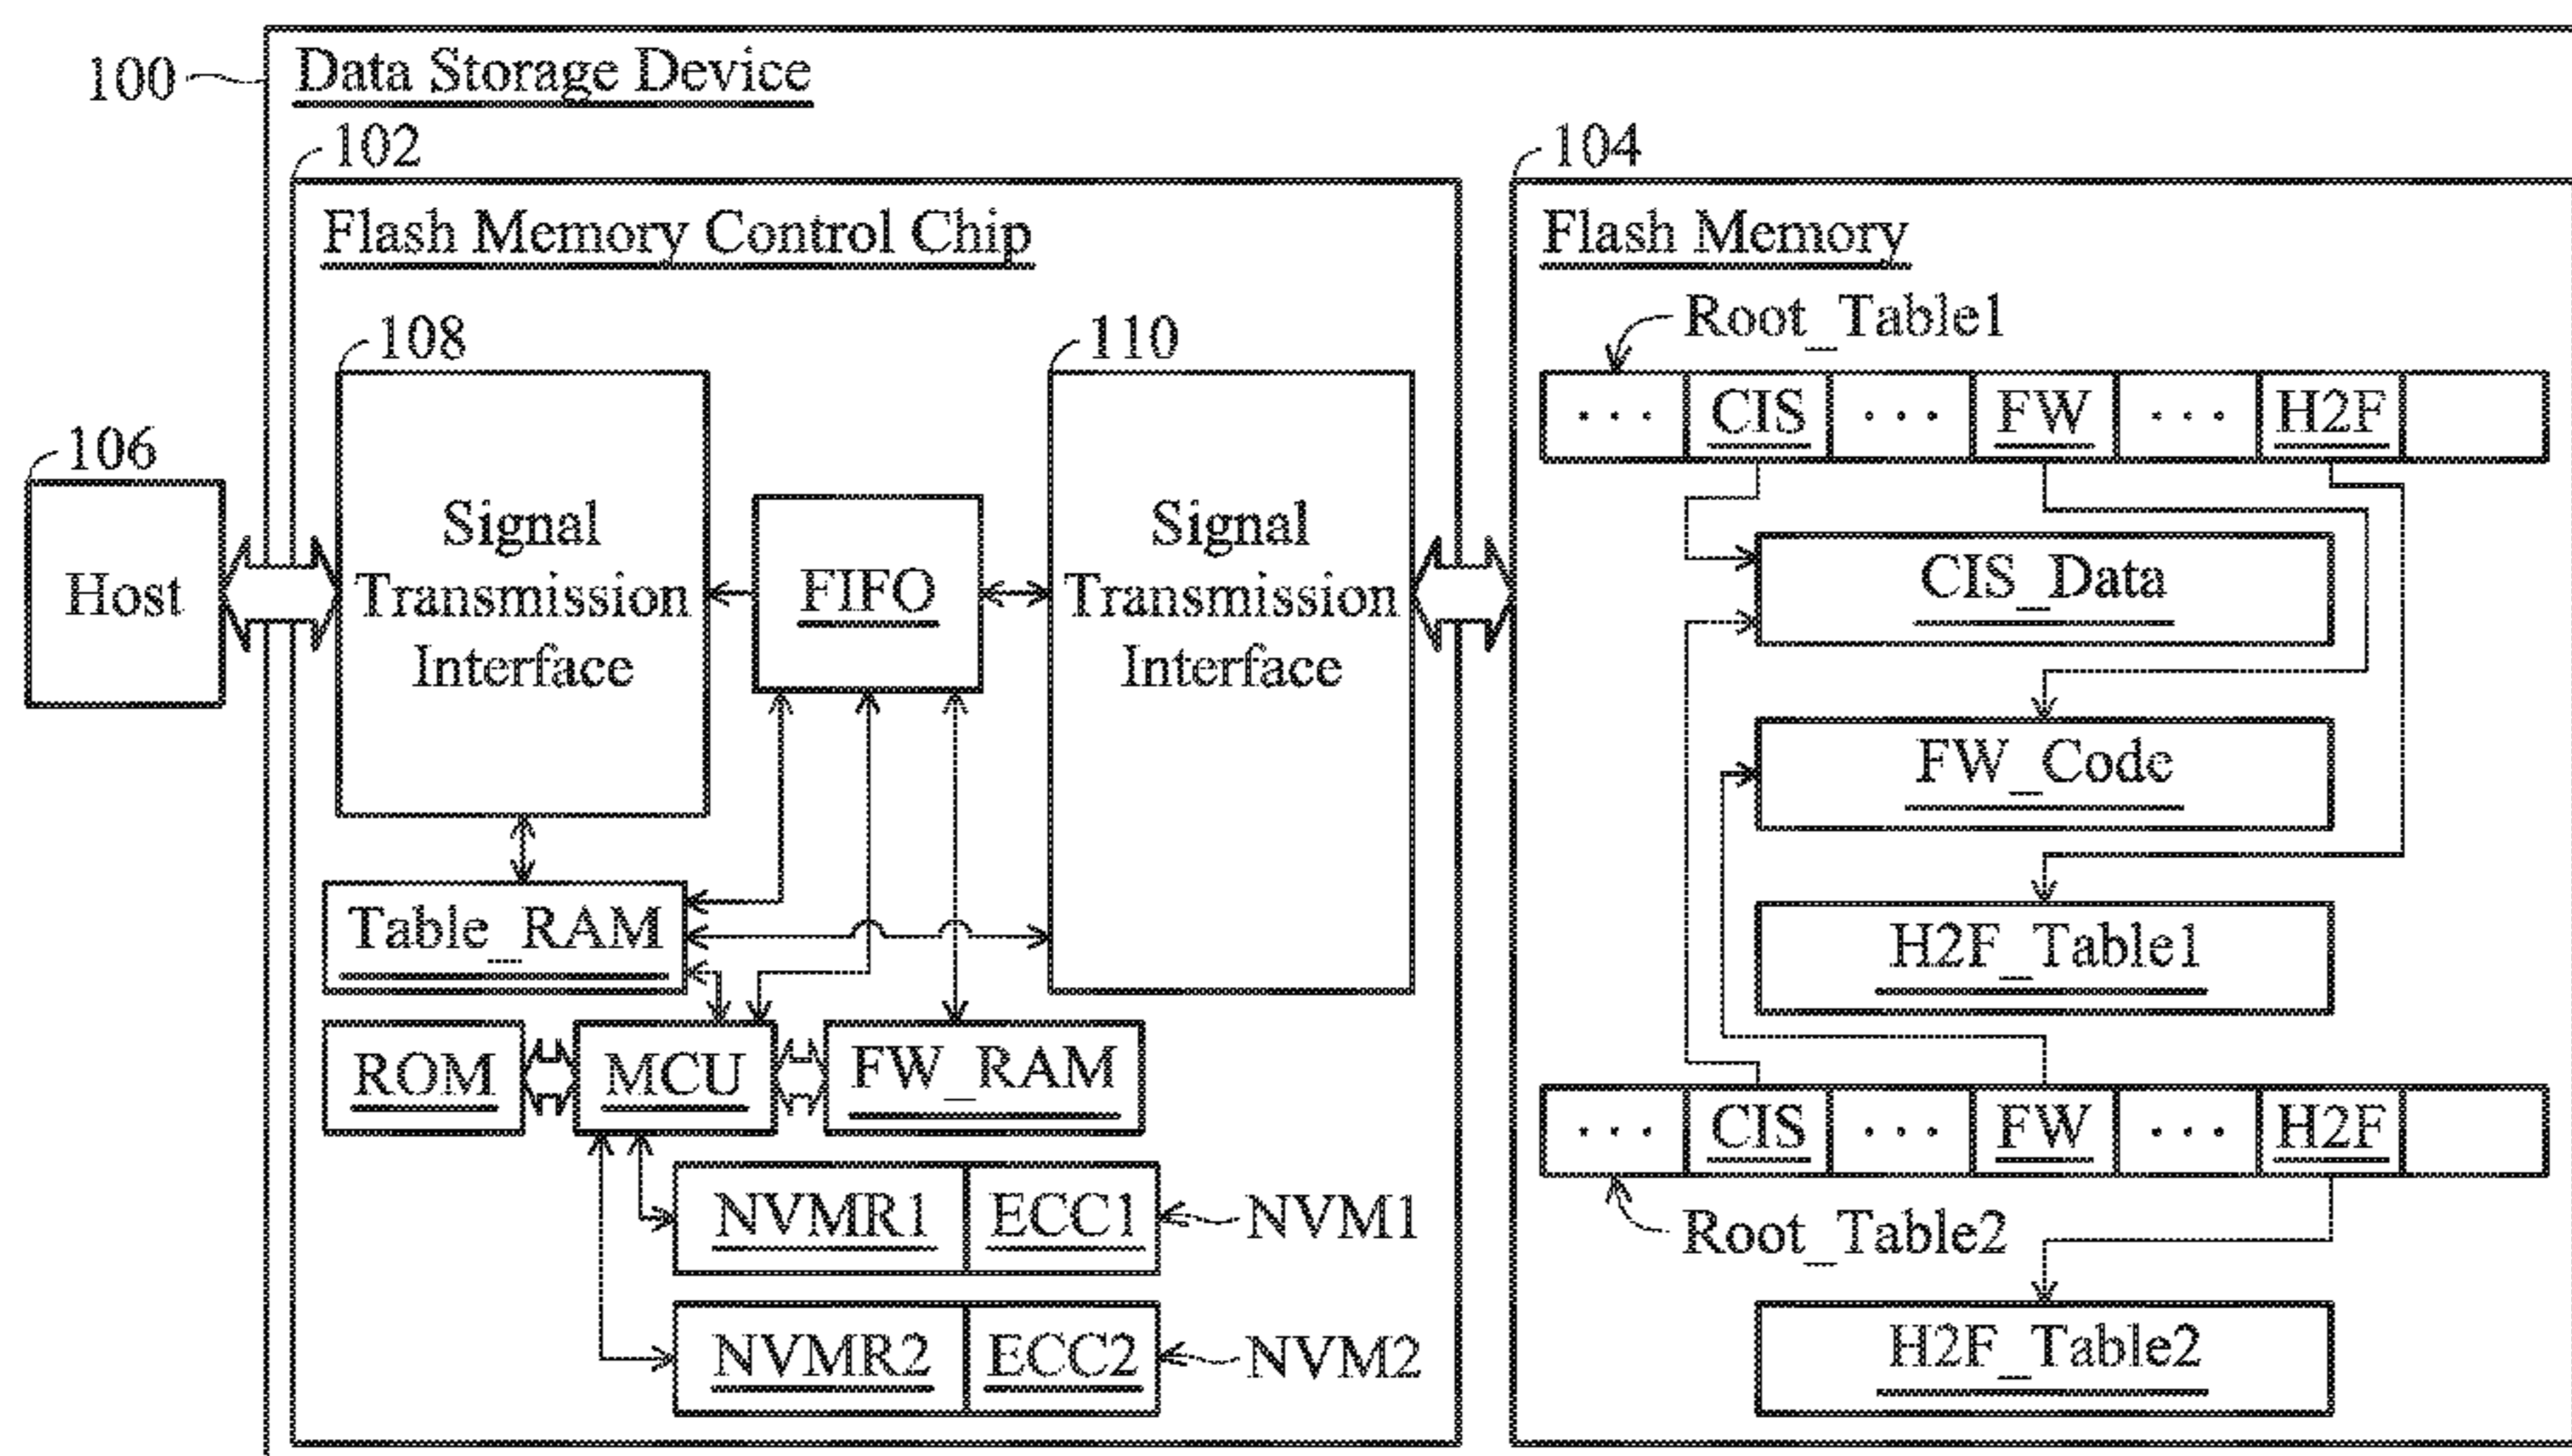 100
Data Storage Device
102
Flash Memory Control Chip
108
Signal
Transmission
Interface
FIFO
110
Signal
Transmission
Interface
106
Host
Table_RAM
ROM
MCU
FW_RAM
NVMR1
ECC1
NVM1
NVMR2
ECC2
NVM2
104
Flash Memory
Root_Table1
... CIS ... FW ... H2F
CIS_Data
FW_Code
H2F_Table1
... CIS ... FW ... H2F
Root_Table2
H2F_Table2